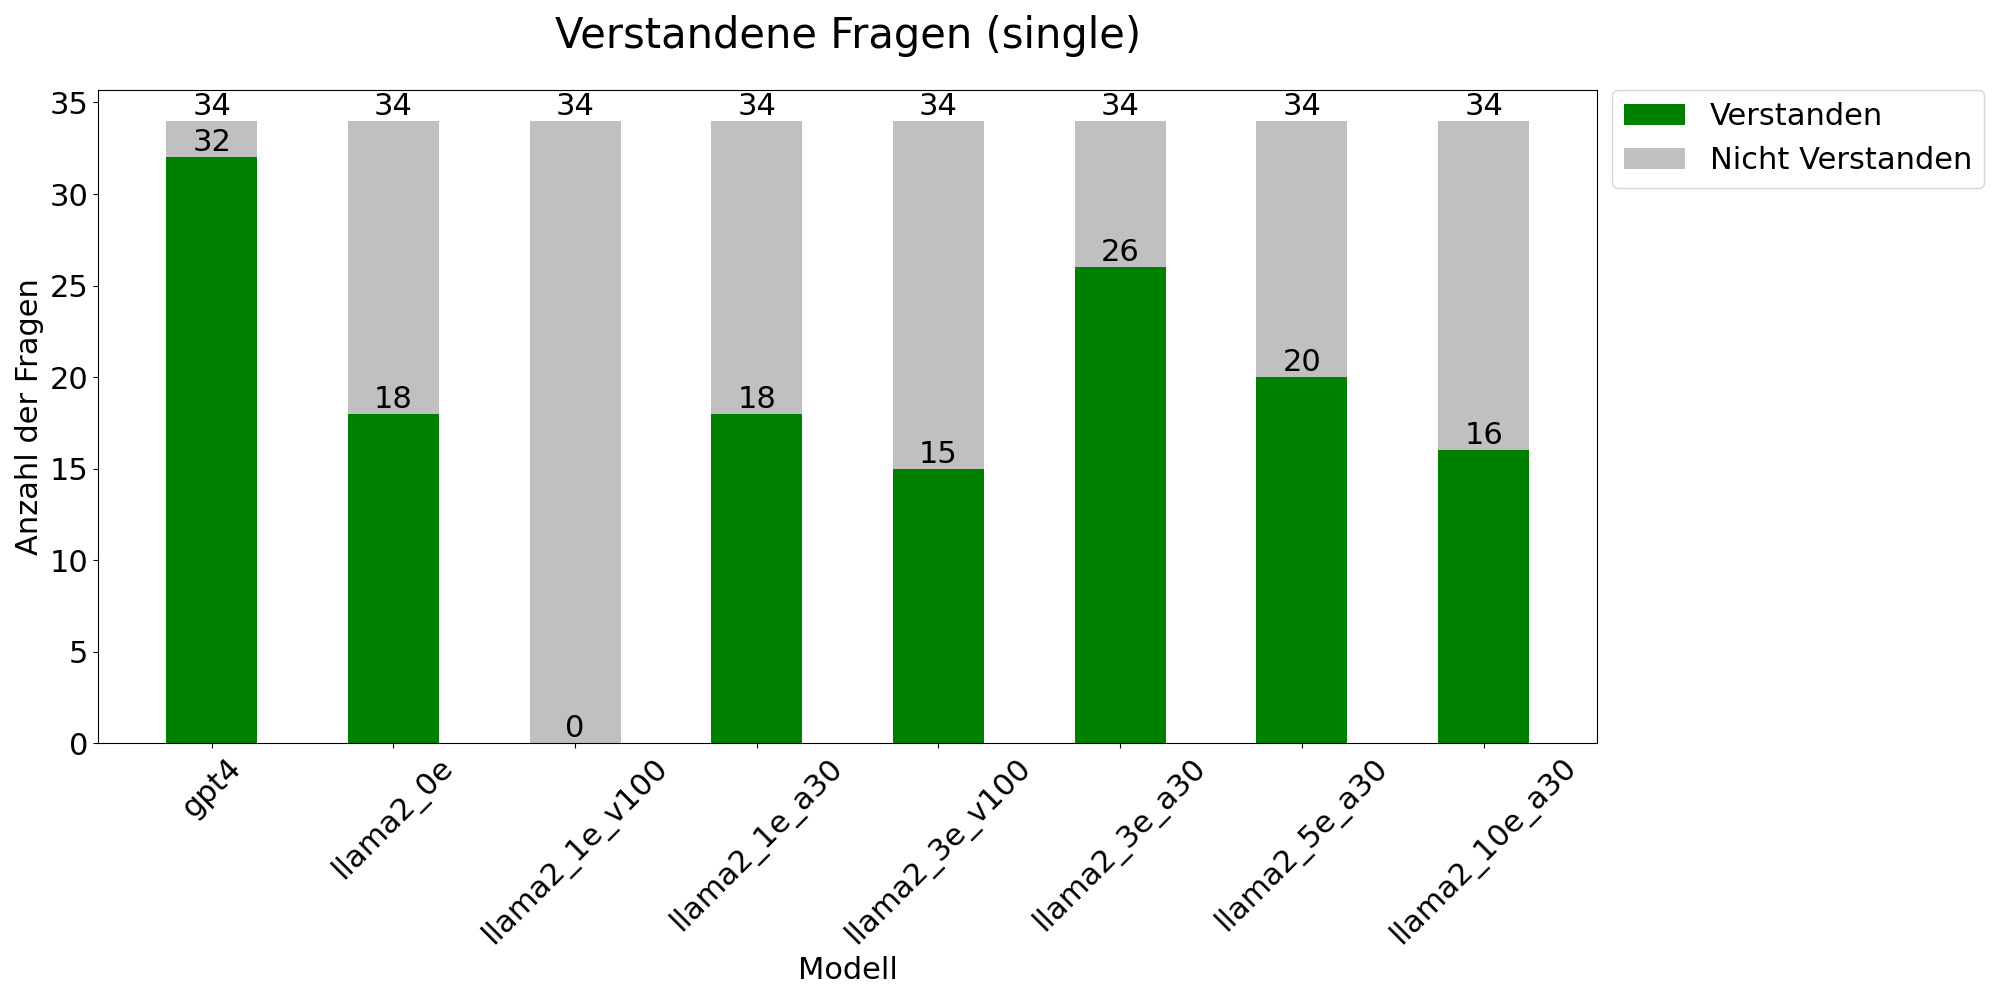 Verstandene Fragen (single)
34 34 34 34 34 34 34 34
32 18 0 18 15 26 20 16
35
30
25
20
15
10
5
0
Anzahl der Fragen
gpt4
llama2_0e
llama2_1e_v100
llama2_1e_a30
llama2_3e_v100
llama2_3e_a30
llama2_5e_a30
llama2_10e_a30
Modell
Verstanden
Nicht Verstanden